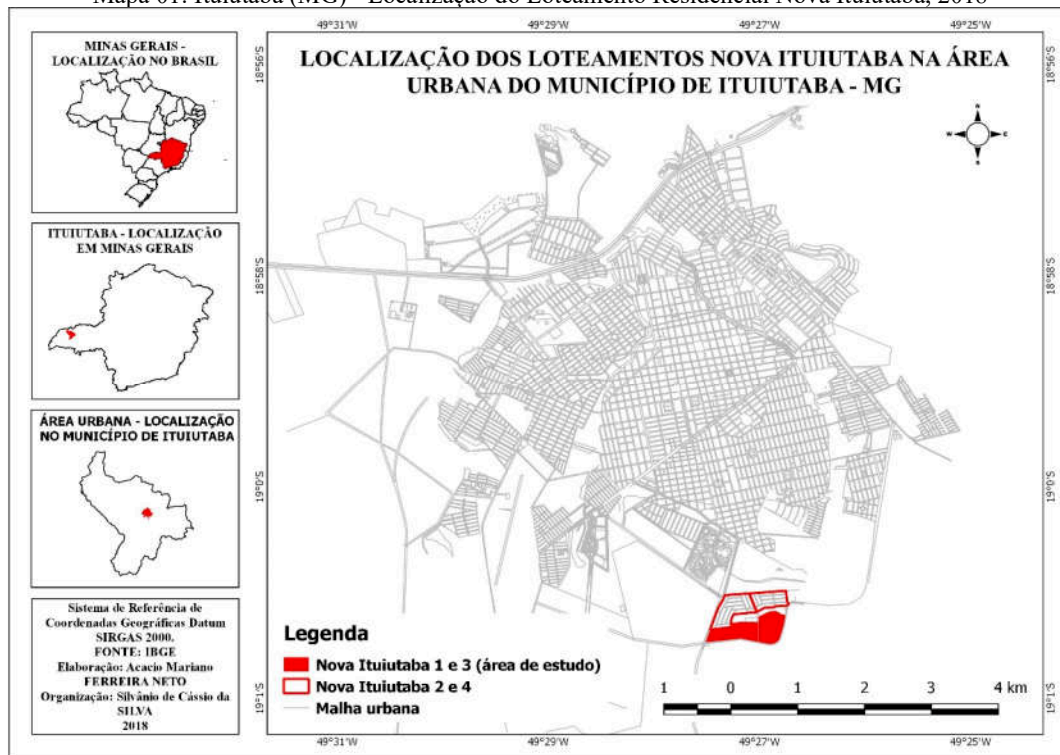 Mapa 01: Ituiutaba (MG) - Localização do Loteamento Residencial Nova Ituiutaba, 2018
49°31'W 49°29'W 49°27'W 49°25'W
MINAS GERAIS -
LOCALIZAÇÃO NO BRASIL
ITUIUTABA - LOCALIZAÇÃO
EM MINAS GERAIS
ÁREA URBANA - LOCALIZAÇÃO
NO MUNICÍPIO DE ITUIUTABA
Sistema de Referência de
Coordenadas Geográficas Datum
SIRGAS 2000.
FONTE: IBGE
Elaboração: Acacio Mariano
FERREIRA NETO
Organização: Silvânio de Cássio da
SILVA
2018
LOCALIZAÇÃO DOS LOTEAMENTOS NOVA ITUIUTABA NA ÁREA
URBANA DO MUNICÍPIO DE ITUIUTABA - MG
N
W E
S
18°56'S 18°56'S
18°58'S 18°58'S
19°0'S 19°0'S
19°1'S 19°1'S
Legenda
Nova Ituiutaba 1 e 3 (área de estudo)
Nova Ituiutaba 2 e 4
Malha urbana
1 0 1 2 3 4 km
49°31'W 49°29'W 49°27'W 49°25'W